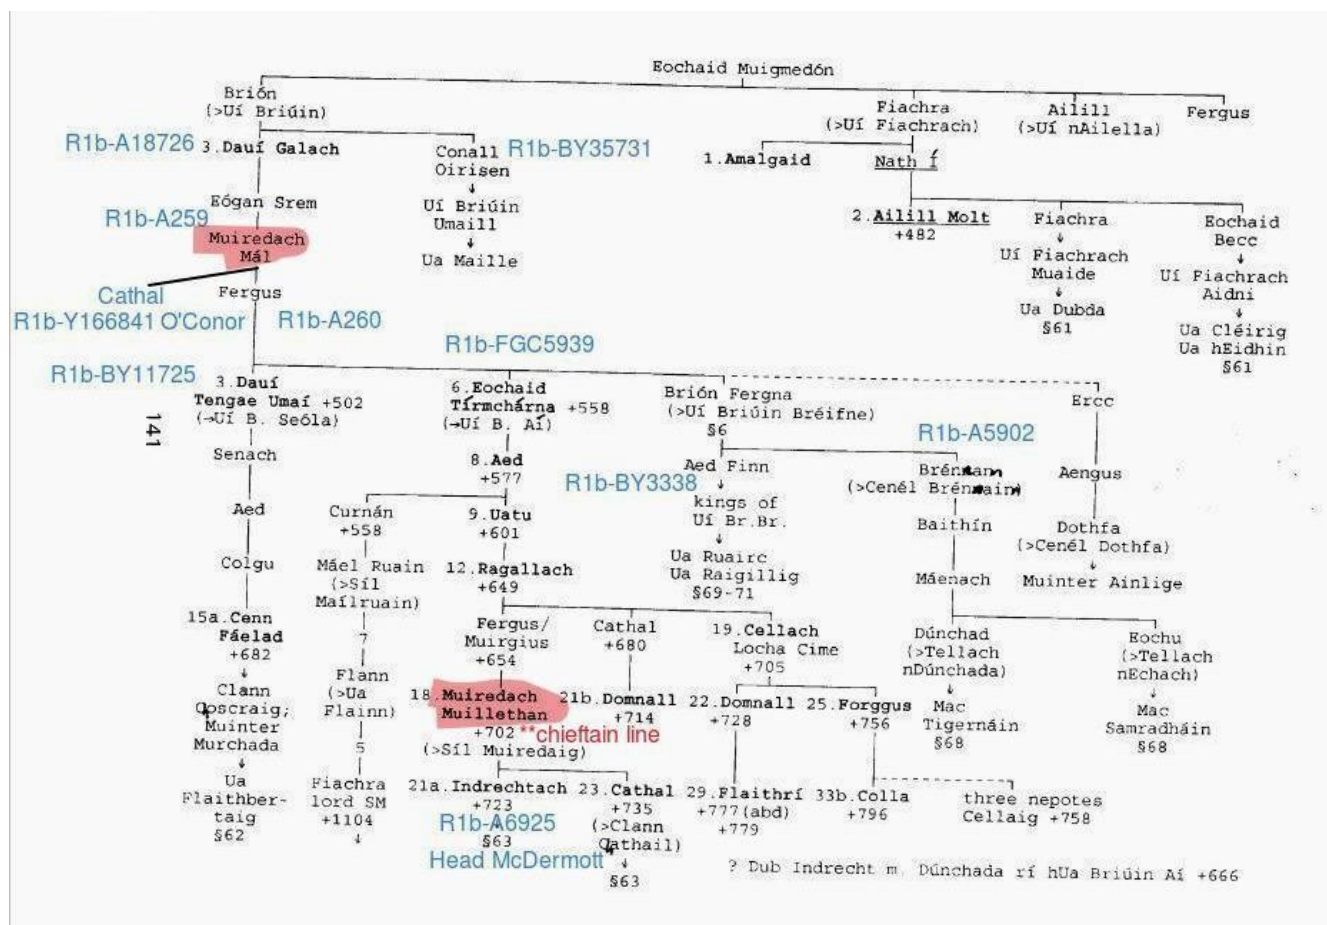 Eochaid Muigmedón
Brión
(>Uí Briúin)
Fiachra
(>Uí Fiachrach)
Ailill
(>Uí nAilella)
Fergus
R1b-A18726
3.Dauí Galach
Conall
Oirisen
R1b-BY35731
1.Amalgaid
Nath Í
Eógan Srem
R1b-A259
Muiredach
Mál
Uí Briúin
Umaill
Ua Maille
2.Ailill Molt
+482
Fiachra
Uí Fiachrach
Muaide
Ua Dubda
§61
Eochaid
Becc
Uí Fiachrach
Aidni
Ua Cléirig
Ua hEidhin
§61
Cathal
R1b-Y166841 O'Conor
Fergus
R1b-A260
R1b-FGC5939
R1b-BY11725
3.Dauí
Tengae Umaí +502
(→Uí B. Seóla)
6.Eochaid
Tírmchárna +558
(→Uí B. Aí)
Brión Fergna
(>Uí Briúin Bréifne)
§6
Ercc
141
R1b-A5902
Senach
8.Aed
+577
R1b-BY3338
Aed Finn
kings of
Uí Br.Br.
Ua Ruairc
Ua Raigillig
§69-71
Brénnann
(>Cenél Brénnainn)
Aengus
Aed
Curnán
+558
9.Uatu
+601
Baithín
Dothfa
(>Cenél Dothfa)
Muinter Ainlige
Colgu
Máel Ruain
(>Síl
Maílruain)
12.Ragallach
+649
Máenach
15a.Cenn
Fáelad
+682
7
Fergus/
Muirgius
+654
Cathal
+680
19.Cellach
Locha Cime
+705
Dúnchad
(>Tellach
nDúnchada)
Eochu
(>Tellach
nEchach)
Clann
Coscraig;
Muinter
Murchada
Flann
(>Ua
Flainn)
18.Muiredach
Muillethan
+702 **chieftain line
(>Síl Muiredaig)
21b.Domnall
+714
22.Domnall
+728
25.Forggus
+756
Mac
Tigernáin
§68
Mac
Samradháin
§68
Ua
Flaithber-
taig
§62
5
Fiachra
lord SM
+1104
21a.Indrechtach
+723
R1b-A6925
§63
Head McDermott
23.Cathal
+735
(>Clann
Cathail)
§63
29.Flaithrí
+777(abd)
+779
33b.Colla
+796
three nepotes
Cellaig +758
? Dub Indrecht m. Dúnchada rí hUa Briúin Aí +666